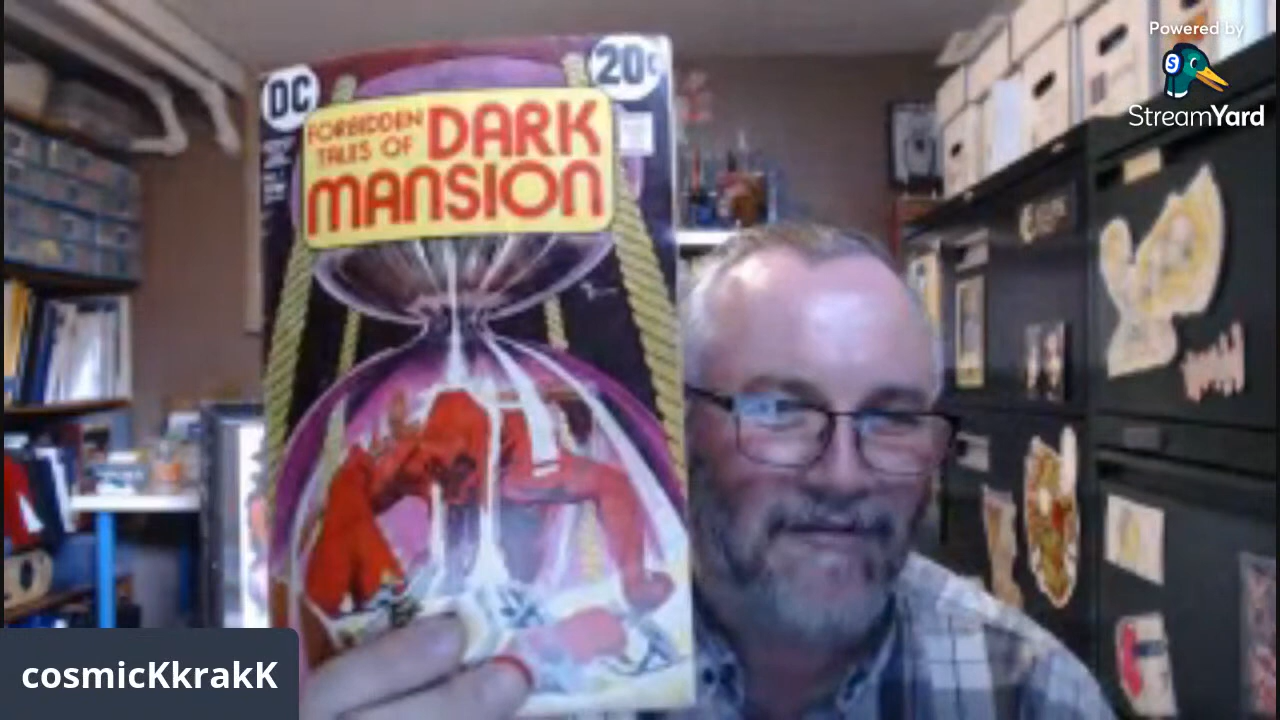 Powered by
StreamYard
DC
20¢
FORBIDDEN
TALES OF DARK
MANSION
cosmicKkrakK